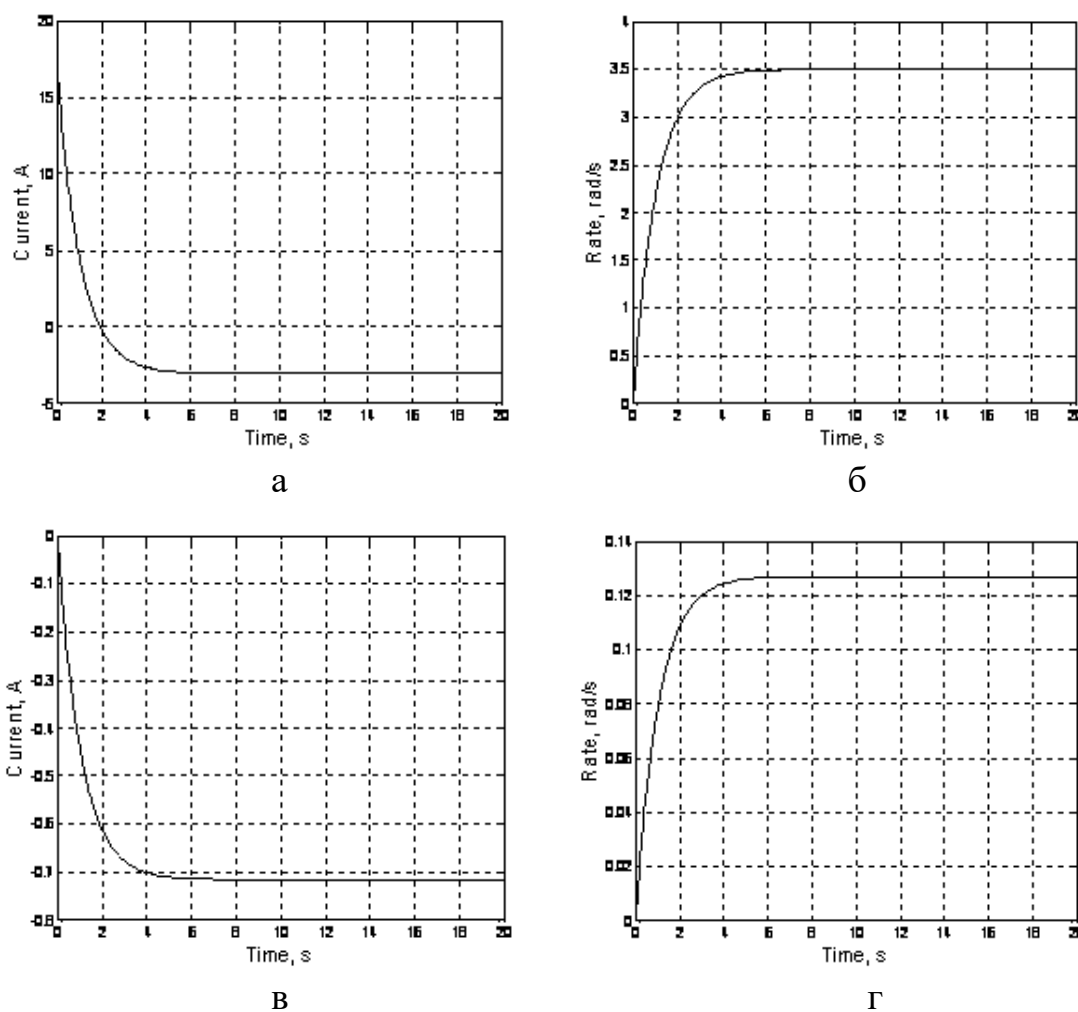 20
15
10
5
0
-5
Current, A
0 2 4 6 8 10 12 14 16 18 20
Time, s
а
4
3.5
3
2.5
2
1.5
1
0.5
0
Rate, rad/s
0 2 4 6 8 10 12 14 16 18 20
Time, s
б
0
-0.1
-0.2
-0.3
-0.4
-0.5
-0.6
-0.7
-0.8
Current, A
0 2 4 6 8 10 12 14 16 18 20
Time, s
в
0.14
0.12
0.1
0.08
0.06
0.04
0.02
0
Rate, rad/s
0 2 4 6 8 10 12 14 16 18 20
Time, s
г